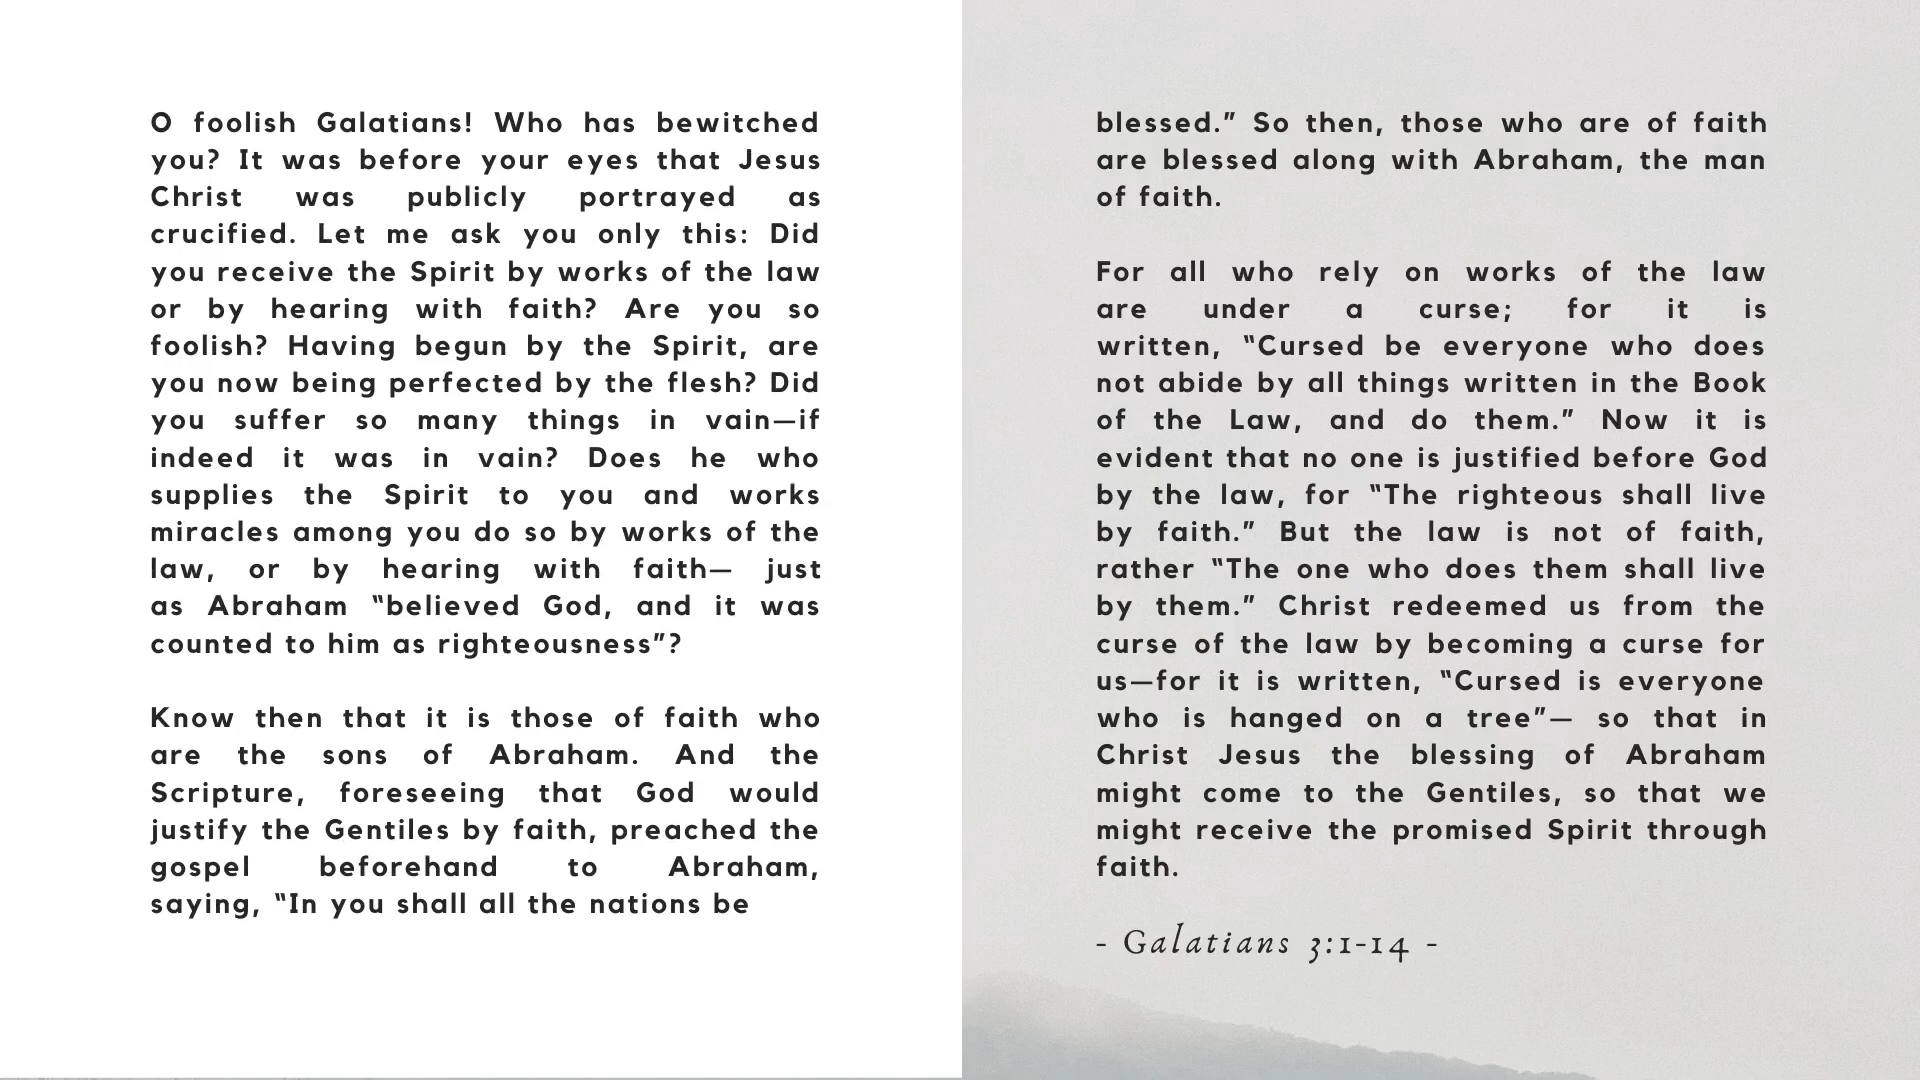 O foolish Galatians! Who has bewitched
you? It was before your eyes that Jesus
Christ was publicly portrayed as
crucified. Let me ask you only this: Did
you receive the Spirit by works of the law
or by hearing with faith? Are you so
foolish? Having begun by the Spirit, are
you now being perfected by the flesh? Did
you suffer so many things in vain—if
indeed it was in vain? Does he who
supplies the Spirit to you and works
miracles among you do so by works of the
law, or by hearing with faith— just
as Abraham “believed God, and it was
counted to him as righteousness”?
Know then that it is those of faith who
are the sons of Abraham. And the
Scripture, foreseeing that God would
justify the Gentiles by faith, preached the
gospel beforehand to Abraham,
saying, “In you shall all the nations be
blessed.” So then, those who are of faith
are blessed along with Abraham, the man
of faith.
For all who rely on works of the law
are under a curse; for it is
written, “Cursed be everyone who does
not abide by all things written in the Book
of the Law, and do them.” Now it is
evident that no one is justified before God
by the law, for “The righteous shall live
by faith.” But the law is not of faith,
rather “The one who does them shall live
by them.” Christ redeemed us from the
curse of the law by becoming a curse for
us—for it is written, “Cursed is everyone
who is hanged on a tree”— so that in
Christ Jesus the blessing of Abraham
might come to the Gentiles, so that we
might receive the promised Spirit through
faith.
- Galatians 3:1-14 -